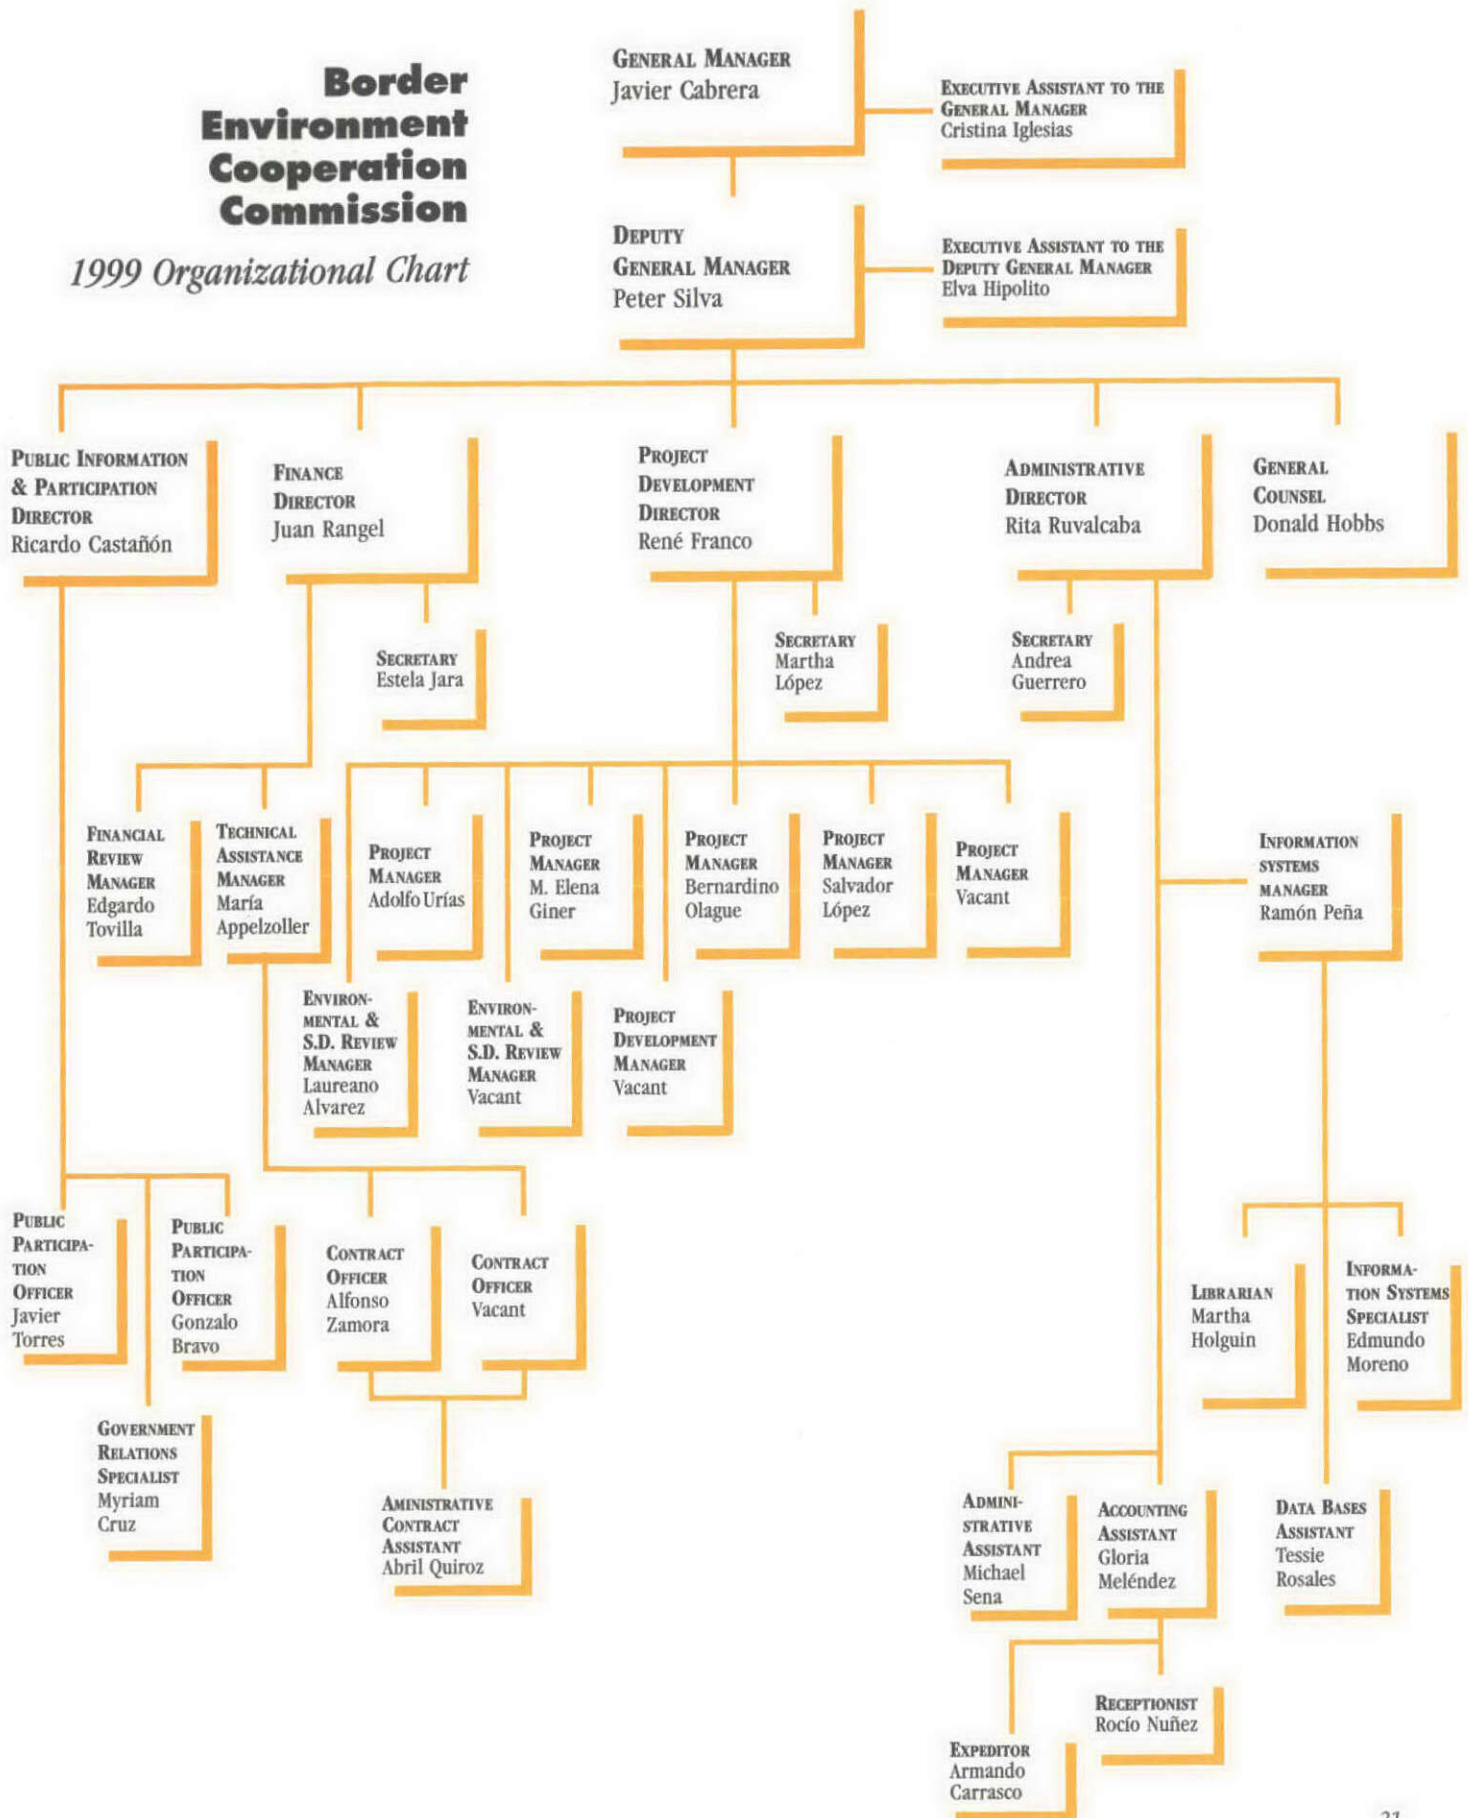 Border
Environment
Cooperation
Commission
1999 Organizational Chart
GENERAL MANAGER
Javier Cabrera
EXECUTIVE ASSISTANT TO THE
GENERAL MANAGER
Cristina Iglesias
DEPUTY
GENERAL MANAGER
Peter Silva
EXECUTIVE ASSISTANT TO THE
DEPUTY GENERAL MANAGER
Elva Hipolito
PUBLIC INFORMATION
& PARTICIPATION
DIRECTOR
Ricardo Castañón
FINANCE
DIRECTOR
Juan Rangel
PROJECT
DEVELOPMENT
DIRECTOR
René Franco
ADMINISTRATIVE
DIRECTOR
Rita Ruvalcaba
GENERAL
COUNSEL
Donald Hobbs
SECRETARY
Estela Jara
SECRETARY
Martha
López
SECRETARY
Andrea
Guerrero
FINANCIAL
REVIEW
MANAGER
Edgardo
Tovilla
TECHNICAL
ASSISTANCE
MANAGER
María
Appelzoller
PROJECT
MANAGER
Adolfo Urías
PROJECT
MANAGER
M. Elena
Giner
PROJECT
MANAGER
Bernardino
Olague
PROJECT
MANAGER
Salvador
López
PROJECT
MANAGER
Vacant
INFORMATION
SYSTEMS
MANAGER
Ramón Peña
ENVIRON-
MENTAL &
S.D. REVIEW
MANAGER
Laureano
Alvarez
ENVIRON-
MENTAL &
S.D. REVIEW
MANAGER
Vacant
PROJECT
DEVELOPMENT
MANAGER
Vacant
PUBLIC
PARTICIPA-
TION
OFFICER
Javier
Torres
PUBLIC
PARTICIPA-
TION
OFFICER
Gonzalo
Bravo
CONTRACT
OFFICER
Alfonso
Zamora
CONTRACT
OFFICER
Vacant
LIBRARIAN
Martha
Holguin
INFORMA-
TION SYSTEMS
SPECIALIST
Edmundo
Moreno
GOVERNMENT
RELATIONS
SPECIALIST
Myriam
Cruz
AMINISTRATIVE
CONTRACT
ASSISTANT
Abril Quiroz
ADMINI-
STRATIVE
ASSISTANT
Michael
Sena
ACCOUNTING
ASSISTANT
Gloria
Meléndez
DATA BASES
ASSISTANT
Tessie
Rosales
RECEPTIONIST
Rocío Nuñez
EXPEDITOR
Armando
Carrasco